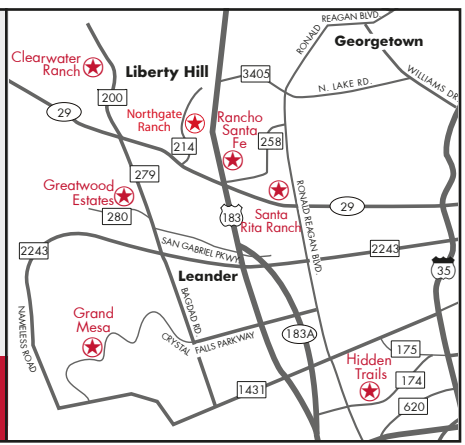 REAGAN BLVD.
RONALD
Georgetown
Clearwater
Ranch
Liberty Hill
3405
N. LAKE RD.
WILLIAMS DR
200
29
Northgate
Ranch
Rancho
Santa
Fe
214
258
279
Greatwood
Estates
280
183
Santa
Rita Ranch
RONALD REAGAN BLVD.
29
2243
SAN GABRIEL PKWY
2243
Leander
35
NAMELESS ROAD
BAGDAD RD
Grand
Mesa
CRYSTAL FALLS PARKWAY
183A
175
Hidden
Trails
174
1431
620